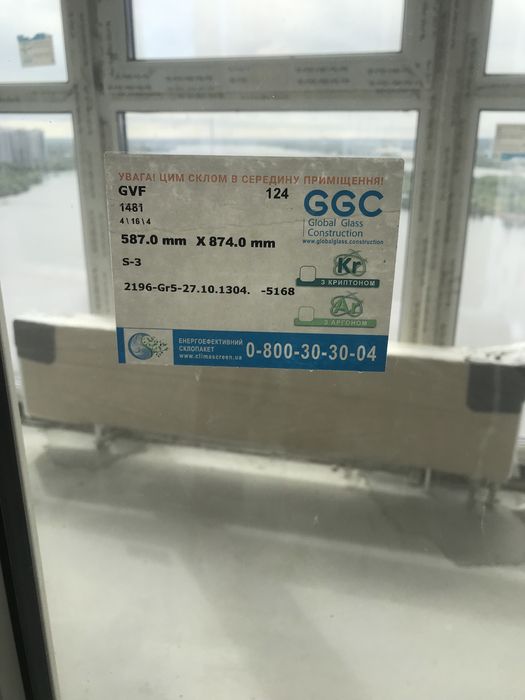 УВАГА! ЦИМ СКЛОМ В СЕРЕДИНУ ПРИМІЩЕННЯ!
GVF 124
1481
4\16\4
587.0 mm X 874.0 mm
S-3
2196-Gr5-27.10.1304. -5168
GGC
Global Glass
Construction
www.globalglass.construction
Kr
З КРИПТОНОМ
Ar
З АРГОНОМ
ЕНЕРГОЕФЕКТИВНИЙ
СКЛОПАКЕТ
www.climascreen.ua
0-800-30-30-04